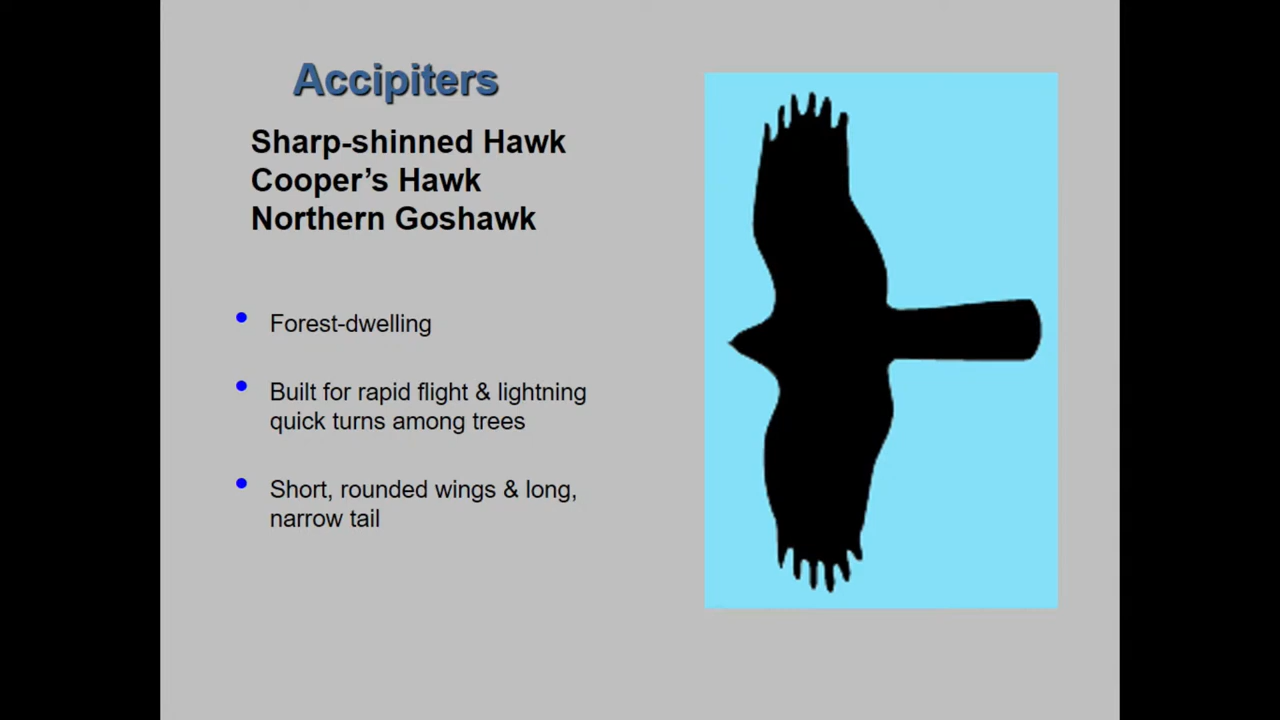 Accipiters
Sharp-shinned Hawk
Cooper’s Hawk
Northern Goshawk
• Forest-dwelling
• Built for rapid flight & lightning
quick turns among trees
• Short, rounded wings & long,
narrow tail